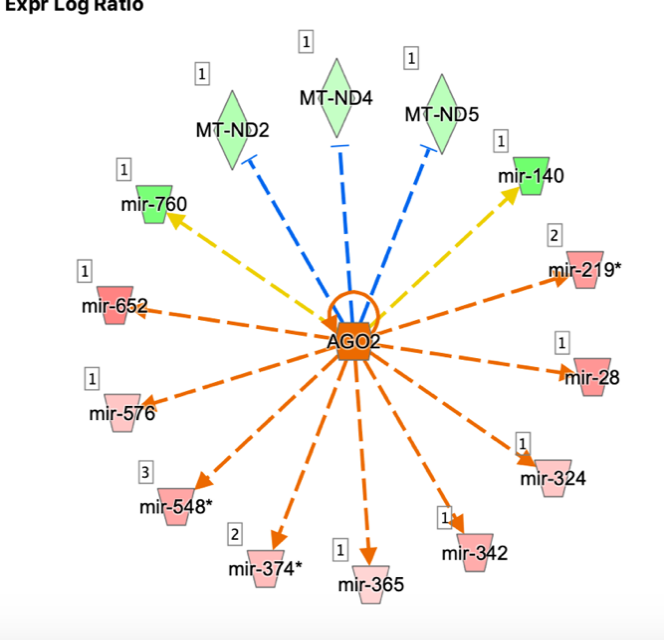 Expr Log Ratio
1
MT-ND4
1
MT-ND5
1
MT-ND2
1
mir-140
1
mir-760
2
mir-219*
1
mir-652
AGO2
1
mir-28
1
mir-576
1
mir-324
3
mir-548*
1
mir-342
2
mir-374*
1
mir-365